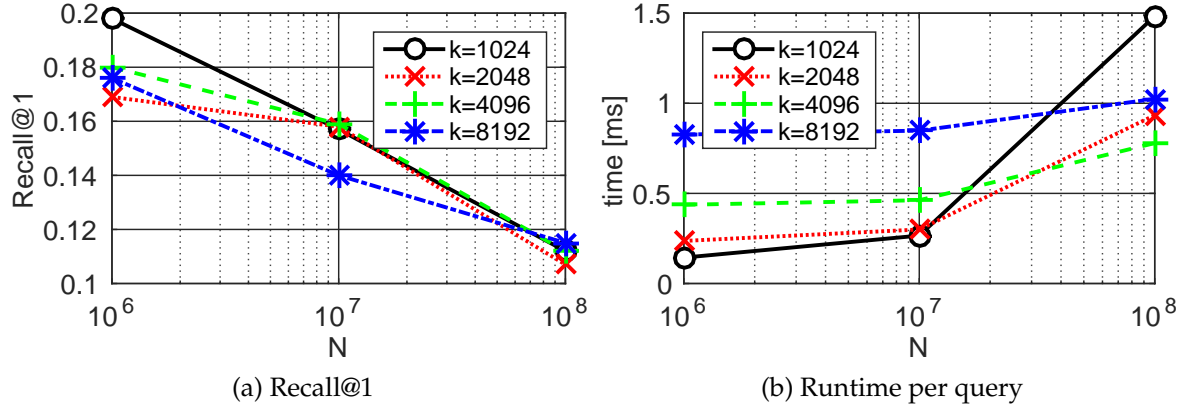 0.2
0.18
0.16
0.14
0.12
0.1
Recall@1
10^6
10^7
10^8
N
k=1024
k=2048
k=4096
k=8192
(a) Recall@1
1.5
1
0.5
0
time [ms]
10^6
10^7
10^8
N
k=1024
k=2048
k=4096
k=8192
(b) Runtime per query